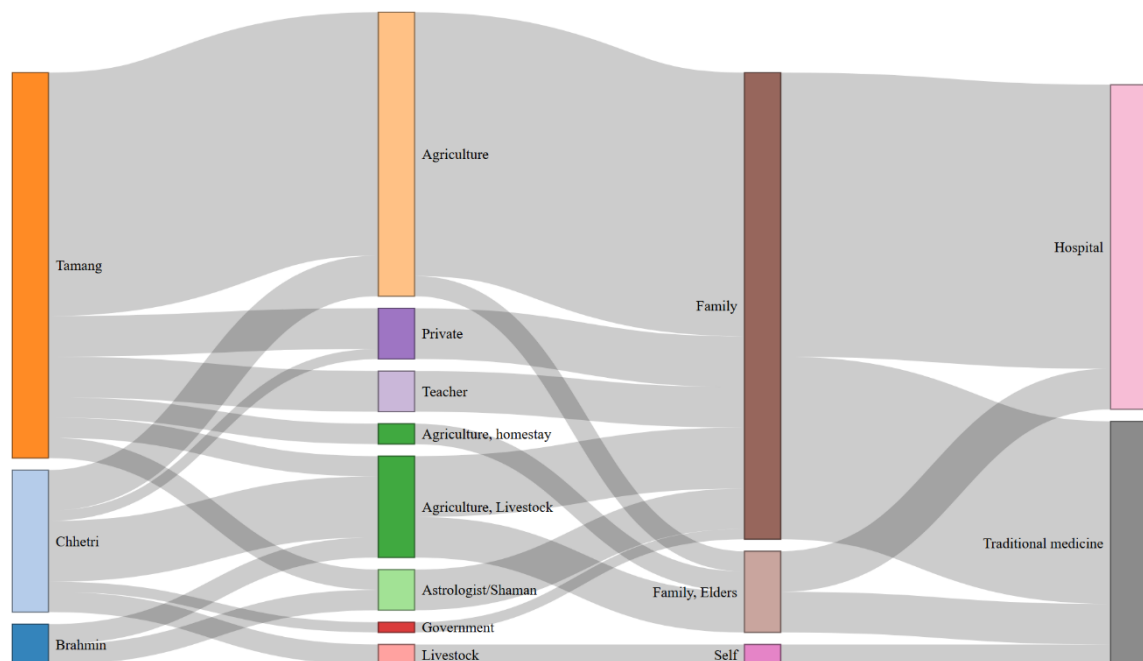 Tamang
Chhetri
Brahmin
Agriculture
Private
Teacher
Agriculture, homestay
Agriculture, Livestock
Astrologist/Shaman
Government
Livestock
Family
Family, Elders
Self
Hospital
Traditional medicine